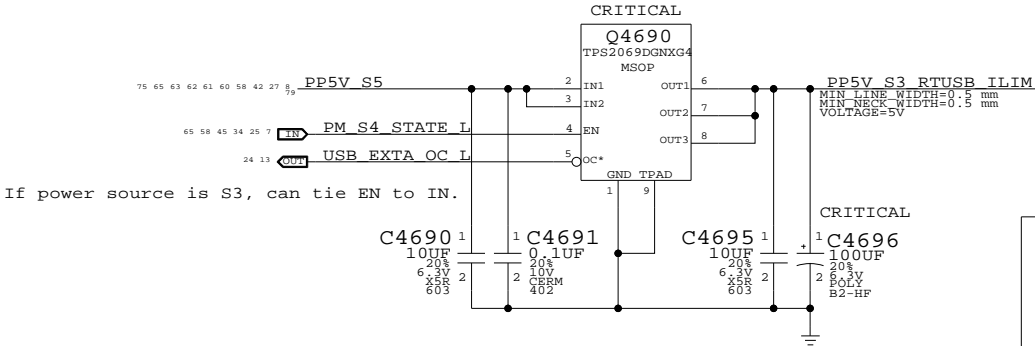 CRITICAL
Q4690
TPS2069DGNXG4
MSOP
75 65 63 62 61 60 58 42 27 8
79
PP5V_S5
2 IN1
3 IN2
OUT1 6
OUT2 7
OUT3 8
PP5V_S3_RTUSB_ILIM
MIN_LINE_WIDTH=0.5 mm
MIN_NECK_WIDTH=0.5 mm
VOLTAGE=5V
65 58 45 34 25 7 IN PM_S4_STATE_L 4 EN
24 13 OUT USB_EXTA_OC_L 5 OC*
GND TPAD
1 9
If power source is S3, can tie EN to IN.
C4690
10UF
20%
6.3V
X5R
603
1
2
C4691
0.1UF
20%
10V
CERM
402
1
2
C4695
10UF
20%
6.3V
X5R
603
1
2
CRITICAL
C4696
100UF
20%
6.3V
POLY
B2-HF
1
+
2